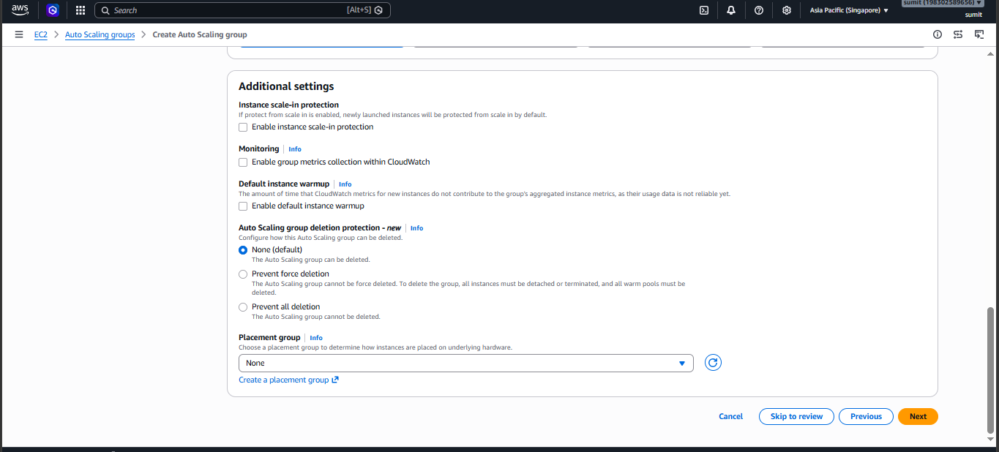 aws
Search
[Alt+S]
Asia Pacific (Singapore)
sumit (198302589656)
sumit
EC2
Auto Scaling groups
Create Auto Scaling group
Additional settings
Instance scale-in protection
If protect from scale in is enabled, newly launched instances will be protected from scale in by default.
Enable instance scale-in protection
Monitoring
Info
Enable group metrics collection within CloudWatch
Default instance warmup
Info
The amount of time that CloudWatch metrics for new instances do not contribute to the group's aggregated instance metrics, as their usage data is not reliable yet.
Enable default instance warmup
Auto Scaling group deletion protection - new
Info
Configure how this Auto Scaling group can be deleted.
None (default)
The Auto Scaling group can be deleted.
Prevent force deletion
The Auto Scaling group cannot be force deleted. To delete the group, all instances must be detached or terminated, and all warm pools must be
deleted.
Prevent all deletion
The Auto Scaling group cannot be deleted.
Placement group
Info
Choose a placement group to determine how instances are placed on underlying hardware.
None
Create a placement group
Cancel
Skip to review
Previous
Next